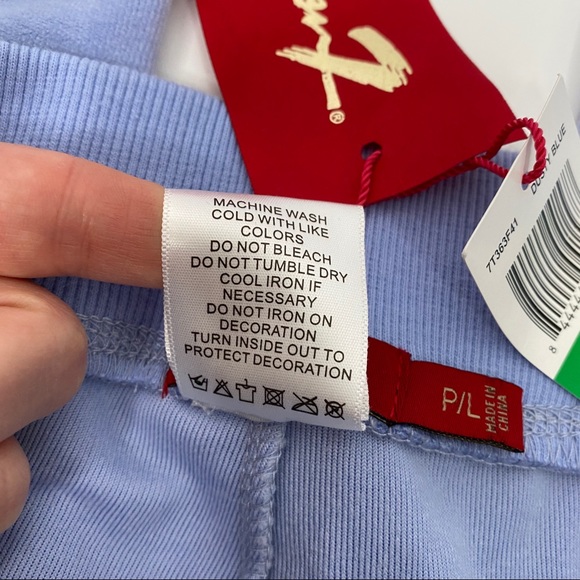 ®
DUSTY BLUE
7T363F41
MACHINE WASH
COLD WITH LIKE
COLORS
DO NOT BLEACH
DO NOT TUMBLE DRY
COOL IRON IF
NECESSARY
DO NOT IRON ON
DECORATION
TURN INSIDE OUT TO
PROTECT DECORATION
P/L
MADE IN
CHINA